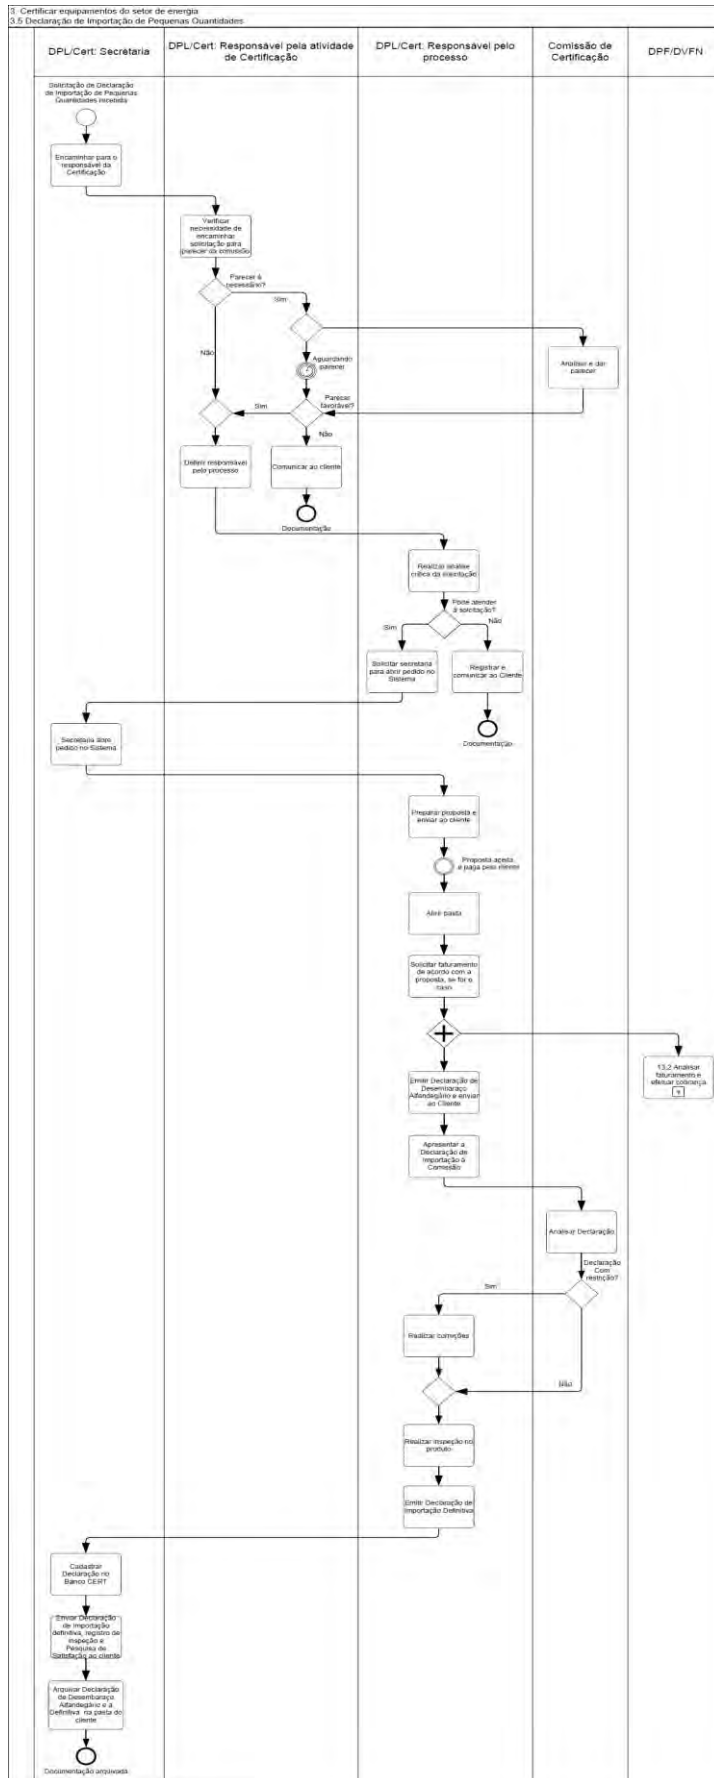 3. Certificar equipamentos do setor de energia
3.5 Declaração de Importação de Pequenas Quantidades
DPL/Cert: Secretaria
DPL/Cert: Responsável pela atividade
de Certificação
DPL/Cert: Responsável pelo
processo
Comissão de
Certificação
DPF/DVFN
Solicitação de Declaração
de Importação de Pequenas
Quantidades recebida
Encaminhar para o
responsável da
Certificação
Verificar
necessidade de
encaminhar
solicitação para
parecer da comissão
Parecer é
necessário?
Sim
Não
Aguardando
parecer
Analisar e dar
parecer
Parecer
favorável?
Sim
Não
Definir responsável
pelo processo
Comunicar ao cliente
Documentação
Realizar análise
crítica da solicitação
Pode atender
à solicitação?
Sim
Não
Solicitar secretaria
para abrir pedido no
Sistema
Registrar e
comunicar ao Cliente
Documentação
Secretaria abre
pedido no Sistema
Preparar proposta e
enviar ao cliente
Proposta aceita
e paga pelo cliente
Abrir pasta
Solicitar faturamento
de acordo com a
proposta, se for o
caso
13.2 Analisar
faturamento e
efetuar cobrança
Emitir Declaração de
Desembaraço
Alfandegário e enviar
ao Cliente
Apresentar a
Declaração de
Importação à
Comissão
Analisar Declaração
Declaração
Com
restrição?
Sim
Realizar correções
Não
Realizar inspeção no
produto
Emitir Declaração de
Importação Definitiva
Cadastrar
Declaração no
Banco CERT
Enviar Declaração
de Importação
definitiva, registro de
inspeção e
Pesquisa de
Satisfação ao cliente
Arquivar Declaração
de Desembaraço
Alfandegário e a
Definitiva na pasta do
cliente
Documentação arquivada